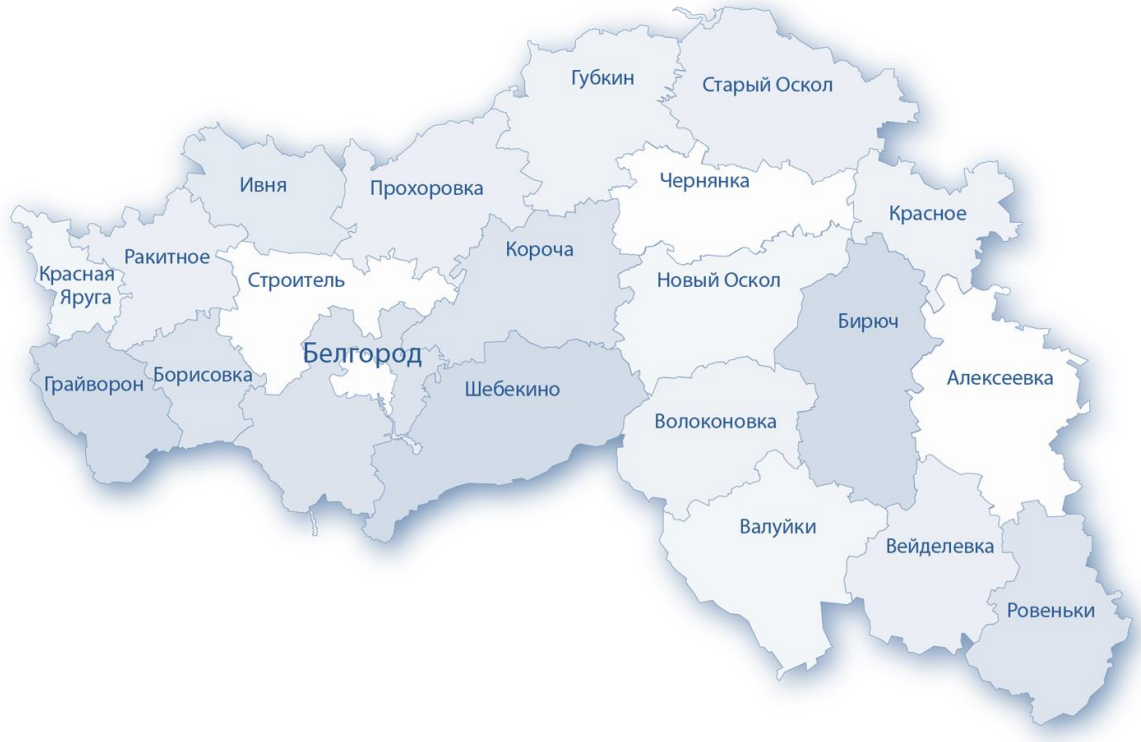 Губкин
Старый Оскол
Ивня
Прохоровка
Чернянка
Красное
Ракитное
Короча
Красная
Яруга
Строитель
Новый Оскол
Бирюч
Белгород
Грайворон
Борисовка
Шебекино
Алексеевка
Волоконовка
Валуйки
Вейделевка
Ровеньки